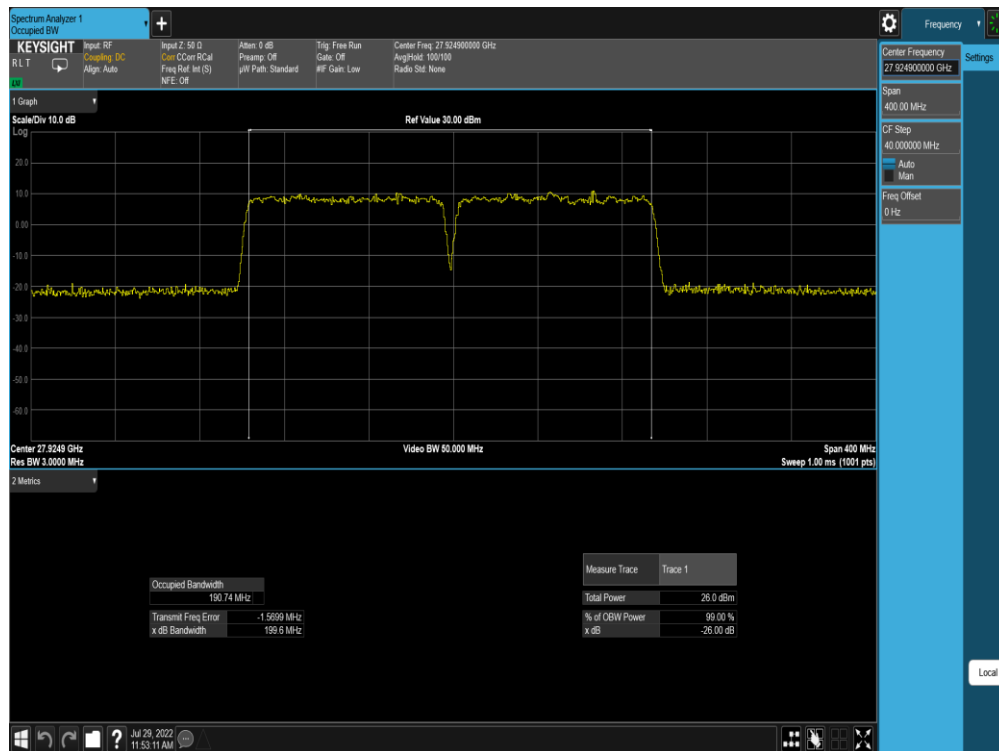 Spectrum Analyzer 1
Occupied BW
+
Frequency
KEYSIGHT
R L T
Input: RF
Coupling: DC
Align: Auto
Input Z: 50 Ω
Corr CCorr RCal
Freq Ref: Int (S)
NFE: Off
Atten: 0 dB
Preamp: Off
µW Path: Standard
Trig: Free Run
Gate: Off
#IF Gain: Low
Center Freq: 27.924900000 GHz
Avg|Hold: 100/100
Radio Std: None
Center Frequency
27.924900000 GHz
Settings
Span
400.00 MHz
CF Step
40.000000 MHz
Auto
Man
Freq Offset
0 Hz
1 Graph
Scale/Div 10.0 dB
Ref Value 30.00 dBm
Log
20.0
10.0
0.00
-10.0
-20.0
-30.0
-40.0
-50.0
-60.0
Center 27.9249 GHz
Video BW 50.000 MHz
Span 400 MHz
Res BW 3.0000 MHz
Sweep 1.00 ms (1001 pts)
2 Metrics
Measure Trace Trace 1
Occupied Bandwidth
190.74 MHz
Total Power 26.0 dBm
Transmit Freq Error -1.5699 MHz
% of OBW Power 99.00 %
x dB Bandwidth 199.6 MHz
x dB -26.00 dB
Local
?
Jul 29, 2022
11:53:11 AM